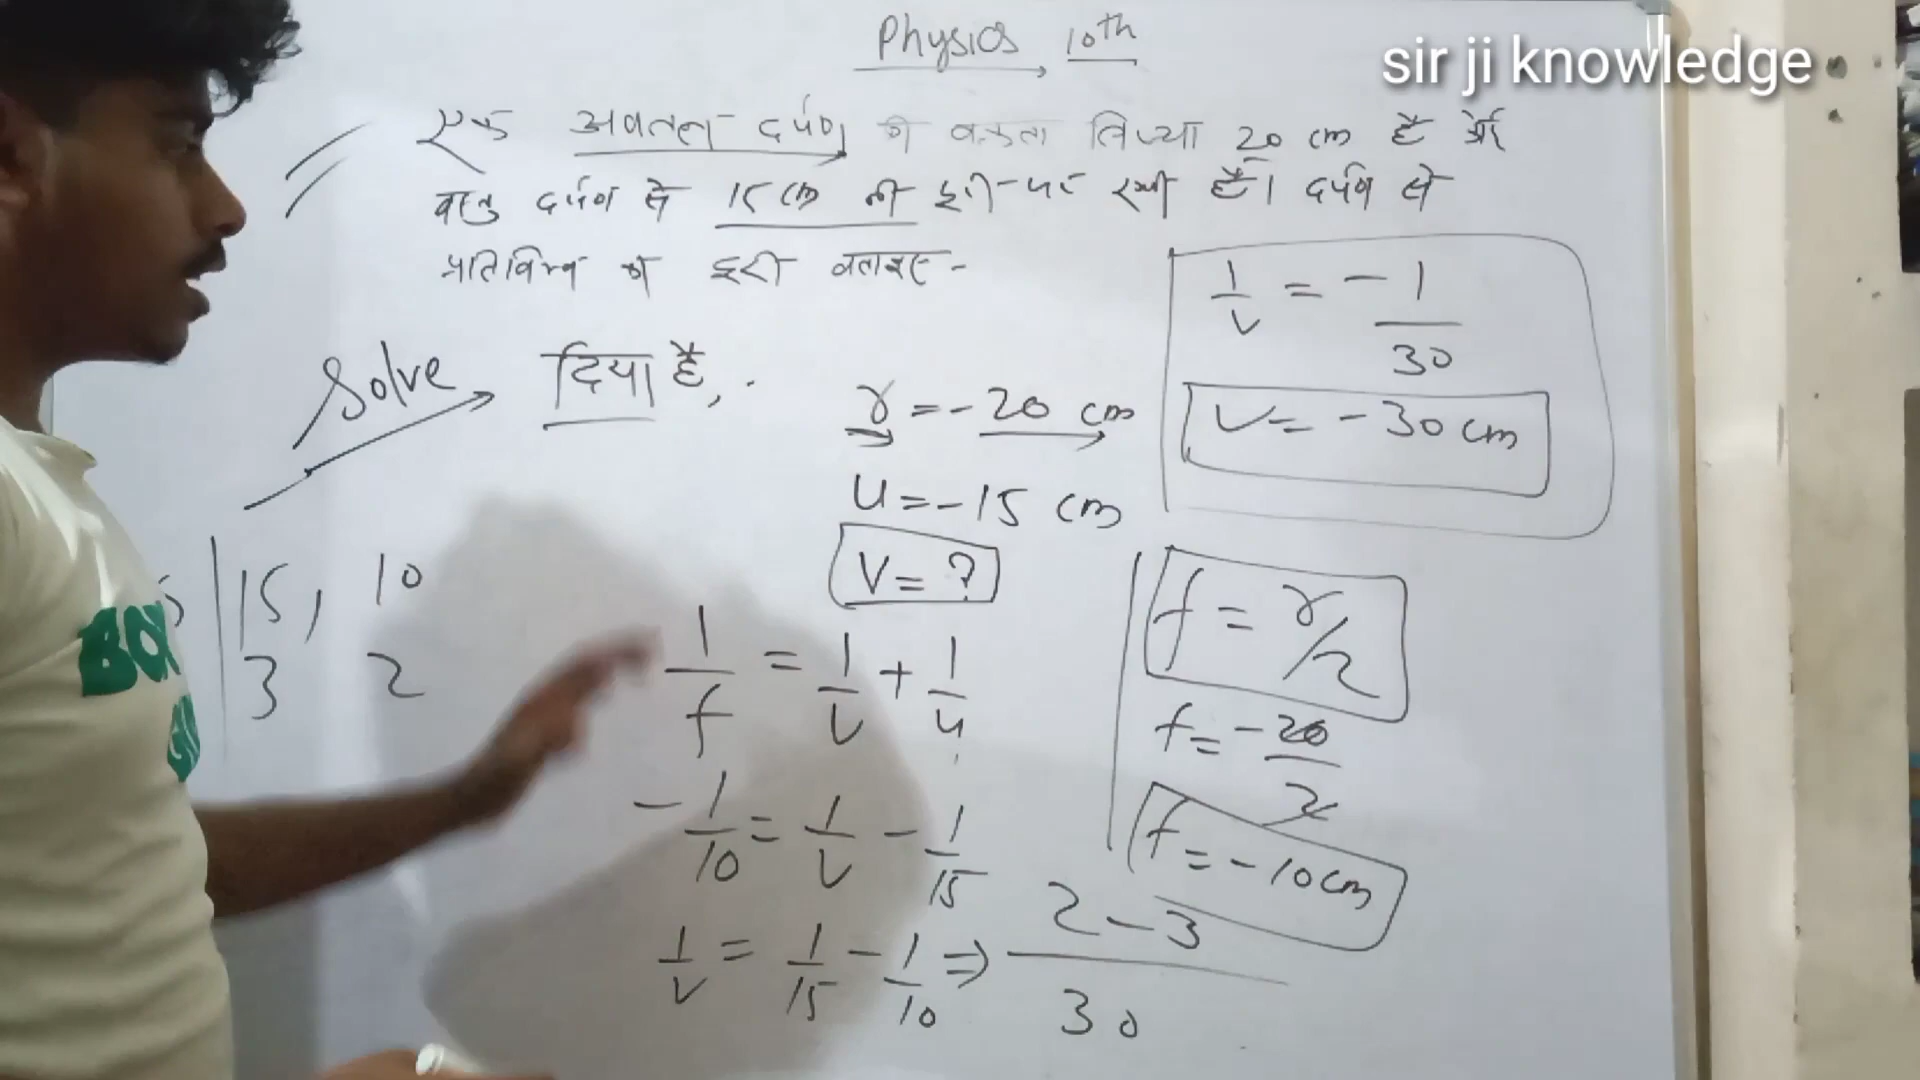 Physics 10th
sir ji knowledge
एक अवतल दर्पण की वक्रता त्रिज्या 20 cm है और
वस्तु दर्पण से 15 cm की दूरी पर रखी है। दर्पण से
प्रतिबिम्ब की दूरी बताइए -
Solve → दिया है,
r = - 20 cm
u = - 15 cm
V = ?
1/v = - 1/30
V = - 30 cm
15, 10
3 2
1/f = 1/v + 1/u
- 1/10 = 1/v - 1/15
1/v = 1/15 - 1/10 ⇒ 2-3/30
f = r/2
f = -20/2
f = -10cm
BO